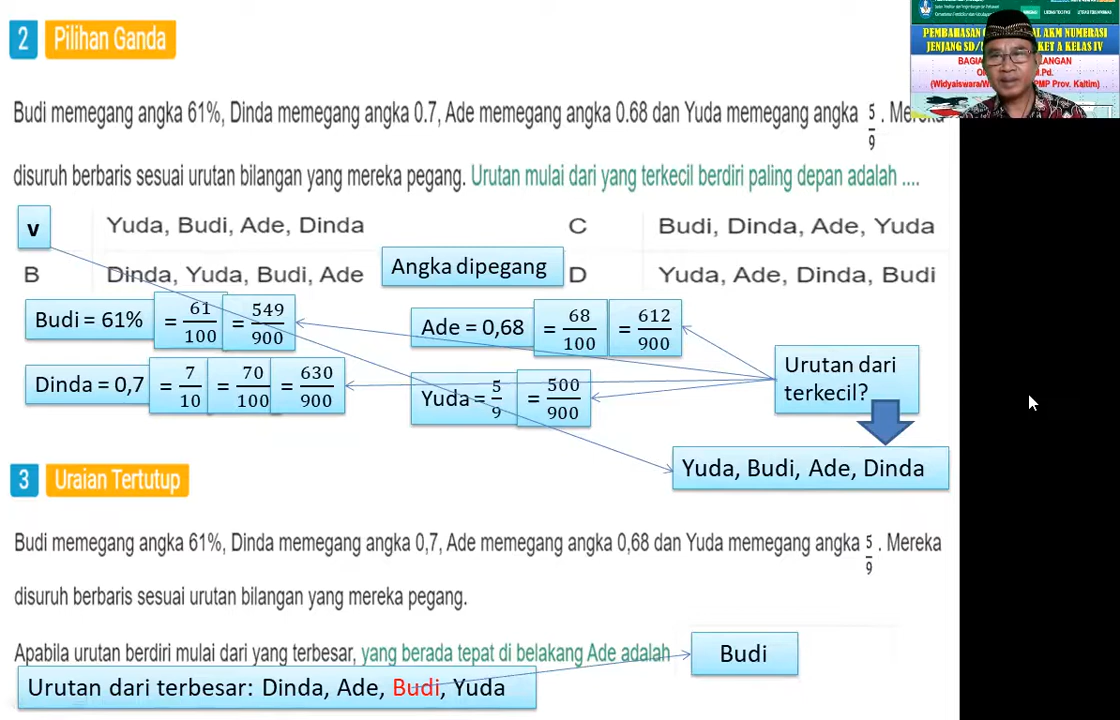 2 Pilihan Ganda
PEMBAHASAN AL AKM NUMERASI
JENJANG SD/ KET A KELAS IV
Budi memegang angka 61%, Dinda memegang angka 0.7, Ade memegang angka 0.68 dan Yuda memegang angka 5/9 . Mereka
disuruh berbaris sesuai urutan bilangan yang mereka pegang. Urutan mulai dari yang terkecil berdiri paling depan adalah ....
v Yuda, Budi, Ade, Dinda C Budi, Dinda, Ade, Yuda
B Dinda, Yuda, Budi, Ade D Yuda, Ade, Dinda, Budi
Angka dipegang
Budi = 61% = 61/100 = 549/900
Ade = 0,68 = 68/100 = 612/900
Dinda = 0,7 = 7/10 = 70/100 = 630/900
Yuda = 5/9 = 500/900
Urutan dari
terkecil?
Yuda, Budi, Ade, Dinda
3 Uraian Tertutup
Budi memegang angka 61%, Dinda memegang angka 0,7, Ade memegang angka 0,68 dan Yuda memegang angka 5/9 . Mereka
disuruh berbaris sesuai urutan bilangan yang mereka pegang.
Apabila urutan berdiri mulai dari yang terbesar, yang berada tepat di belakang Ade adalah
Budi
Urutan dari terbesar: Dinda, Ade, Budi, Yuda